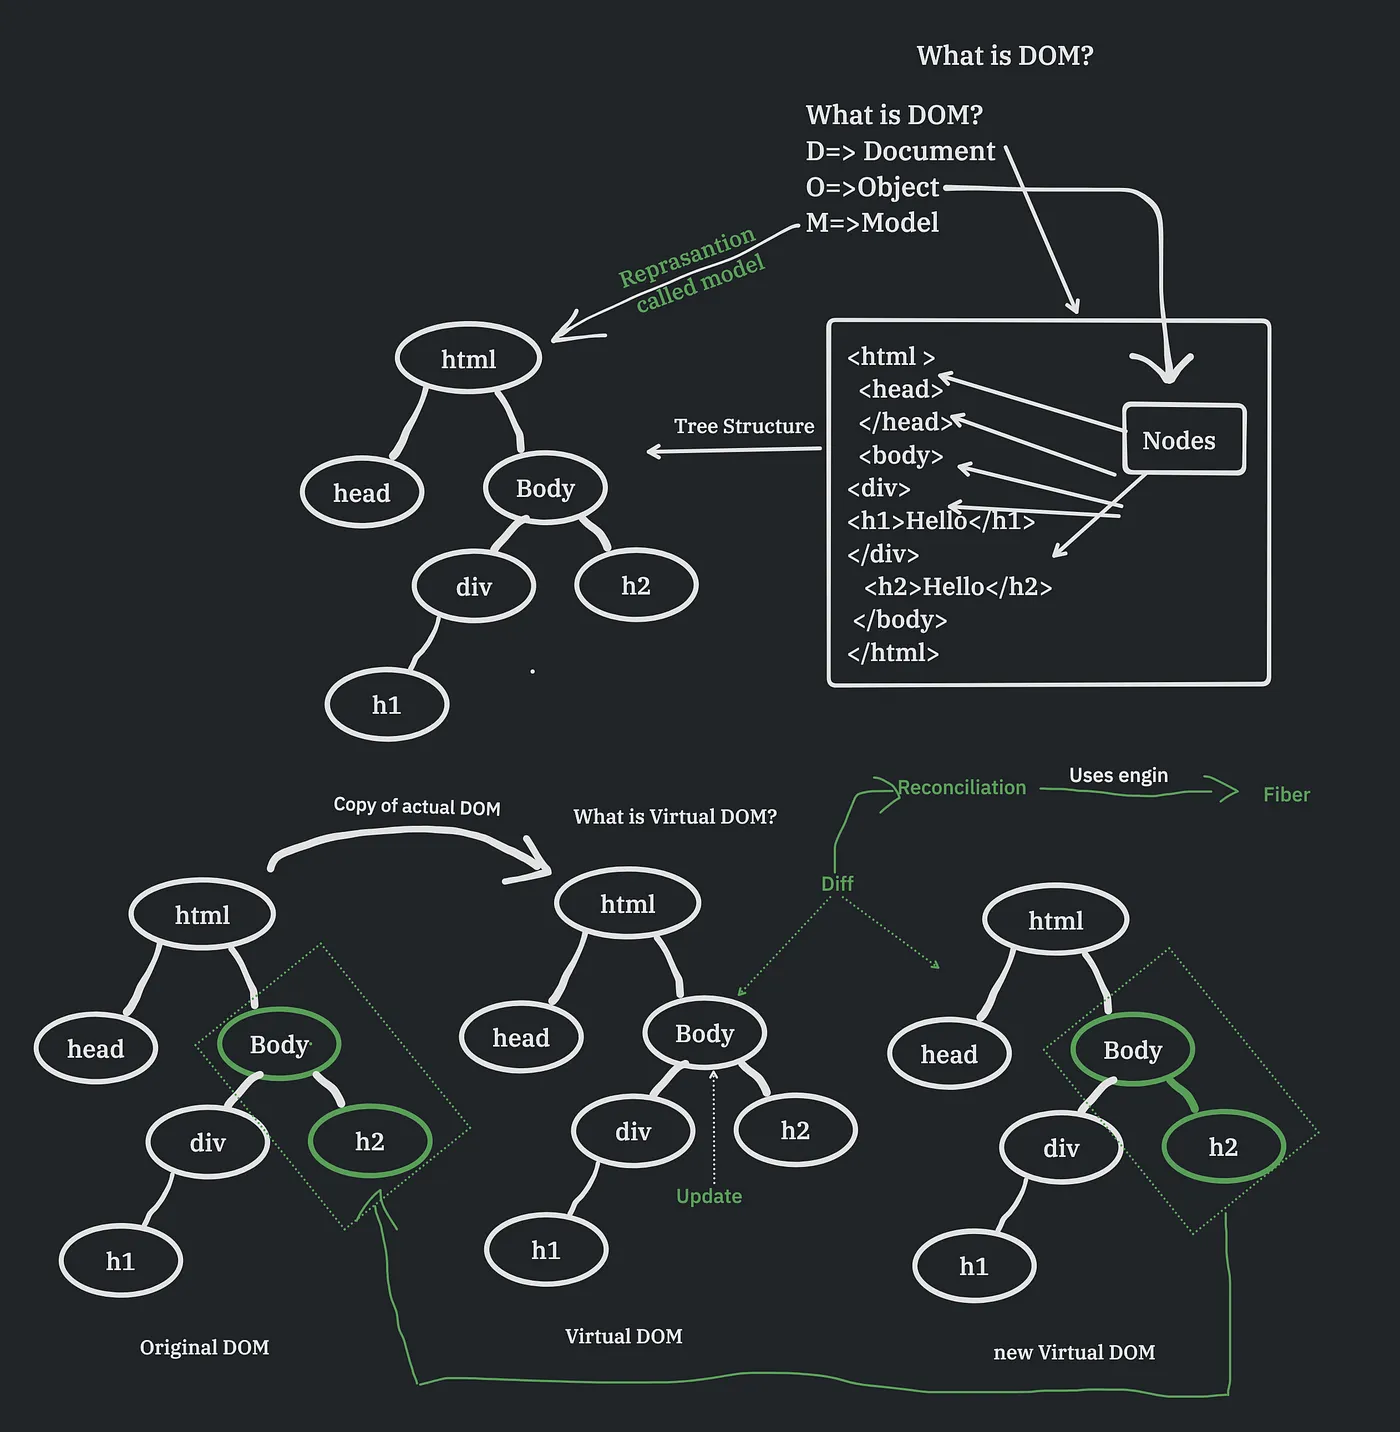 What is DOM?
What is DOM?
D=> Document
O=>Object
M=>Model
Reprasantion
called model
html
head
Body
div
h2
h1
Tree Structure
<html >
<head>
</head>
<body>
<div>
<h1>Hello</h1>
</div>
<h2>Hello</h2>
</body>
</html>
Nodes
Reconciliation
Uses engin
Fiber
Copy of actual DOM
What is Virtual DOM?
Diff
html
head
Body
div
h2
h1
Original DOM
html
head
Body
div
h2
Update
h1
Virtual DOM
html
head
Body
div
h2
h1
new Virtual DOM